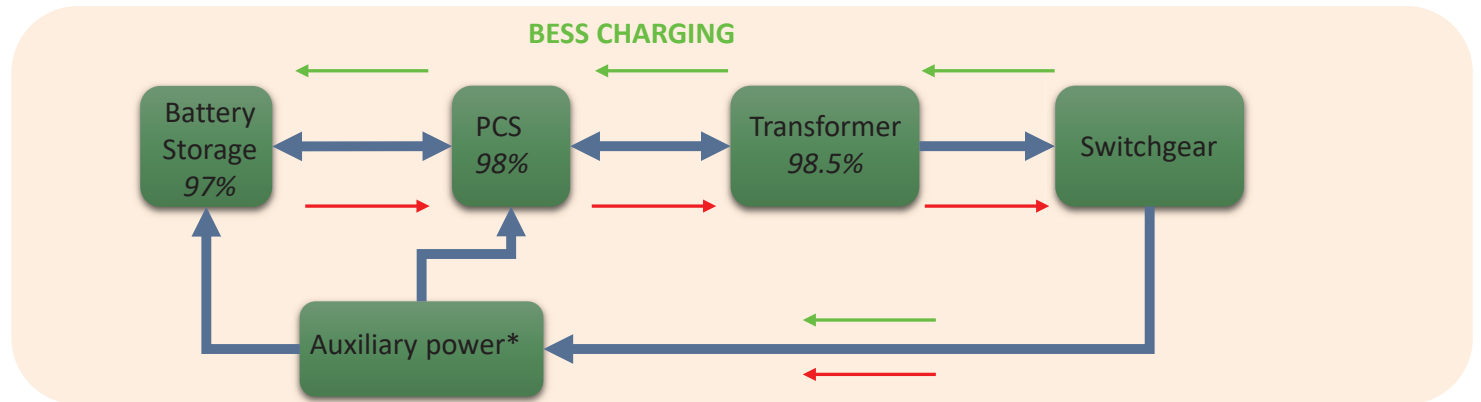 BESS CHARGING
Battery
Storage
97%
PCS
98%
Transformer
98.5%
Switchgear
Auxiliary power*